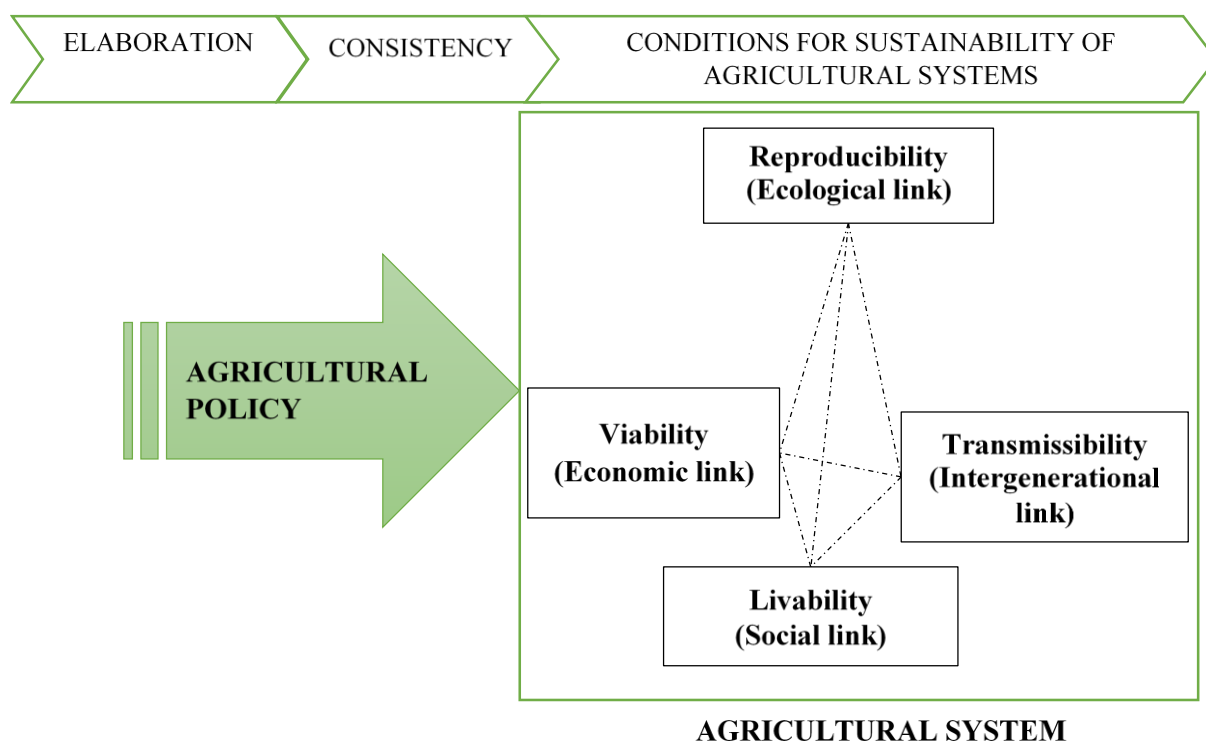 ELABORATION
CONSISTENCY
CONDITIONS FOR SUSTAINABILITY OF
AGRICULTURAL SYSTEMS
Reproducibility
(Ecological link)
AGRICULTURAL
POLICY
Viability
(Economic link)
Transmissibility
(Intergenerational
link)
Livability
(Social link)
AGRICULTURAL SYSTEM